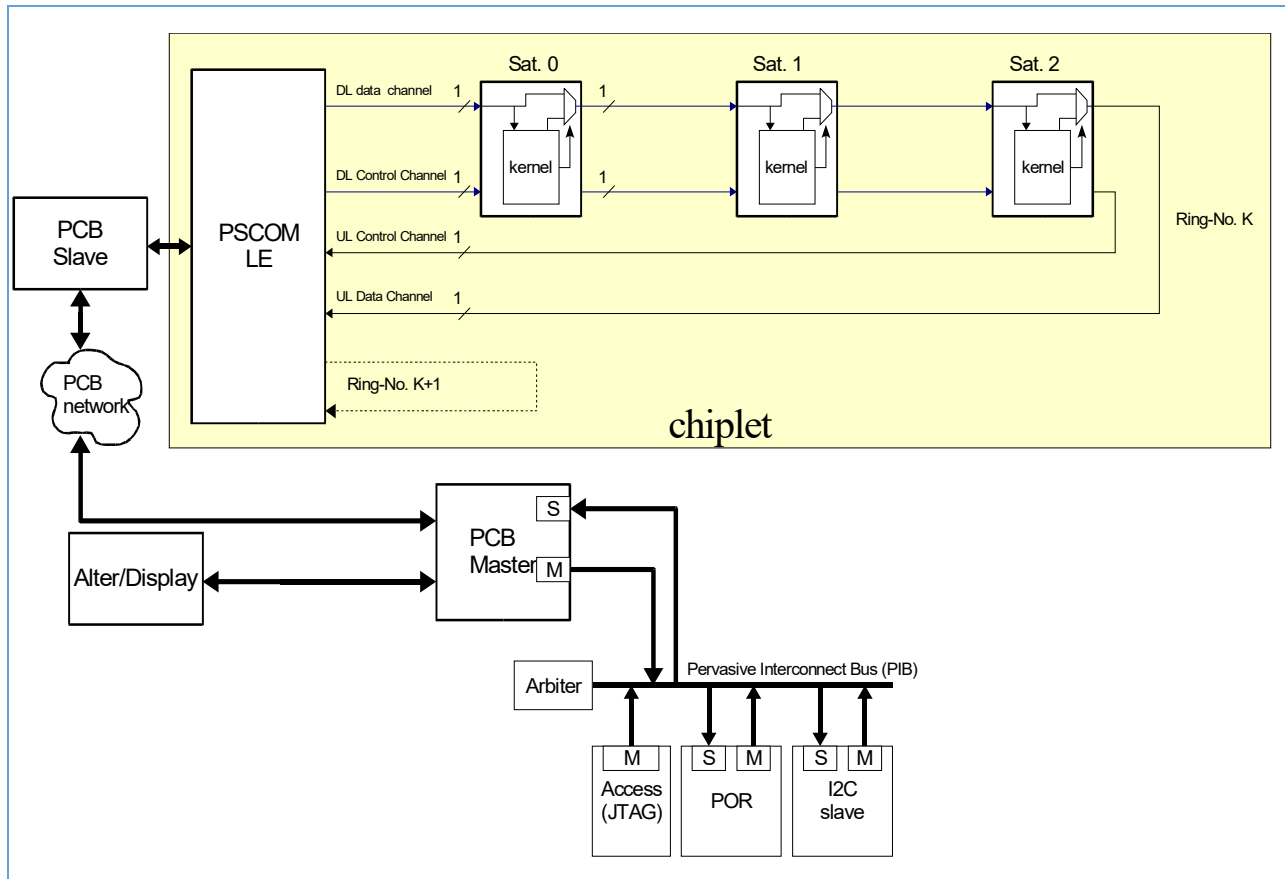 Sat. 0
Sat. 1
Sat. 2
DL data channel
1
1
kernel
kernel
kernel
DL Control Channel
1
1
PSCOM
LE
UL Control Channel
1
Ring-No. K
PCB
Slave
UL Data Channel
1
PCB
network
Ring-No. K+1
chiplet
S
PCB
Master
M
Alter/Display
Pervasive Interconnect Bus (PIB)
Arbiter
M
S
M
S
M
Access
(JTAG)
POR
I2C
slave